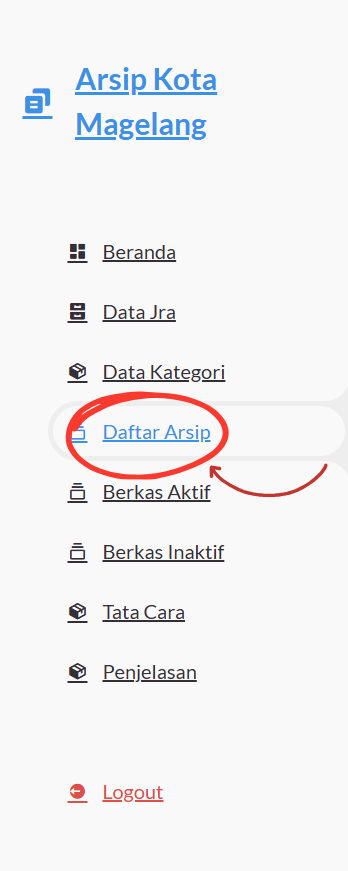 Arsip Kota
Magelang
Beranda
Data Jra
Data Kategori
Daftar Arsip
Berkas Aktif
Berkas Inaktif
Tata Cara
Penjelasan
Logout